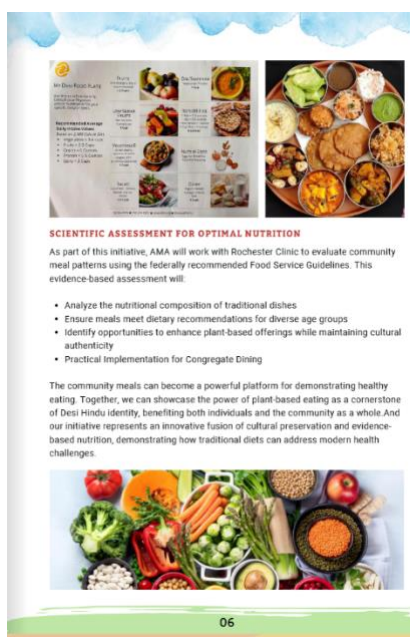 My Desi Food Plan
Fruits
SCIENTIFIC ASSESSMENT FOR OPTIMAL NUTRITION
As part of this initiative, AMA will work with Rochester Clinic to evaluate community
meal patterns using the federally recommended Food Service Guidelines. This
evidence-based assessment will:
• Analyze the nutritional composition of traditional dishes
• Ensure meals meet dietary recommendations for diverse age groups
• Identify opportunities to enhance plant-based offerings while maintaining cultural
authenticity
• Practical Implementation for Congregate Dining
The community meals can become a powerful platform for demonstrating healthy
eating. Together, we can showcase the power of plant-based eating as a cornerstone
of Desi Hindu identity, benefiting both individuals and the community as a whole.And
our initiative represents an innovative fusion of cultural preservation and evidence-
based nutrition, demonstrating how traditional diets can address modern health
challenges.
06